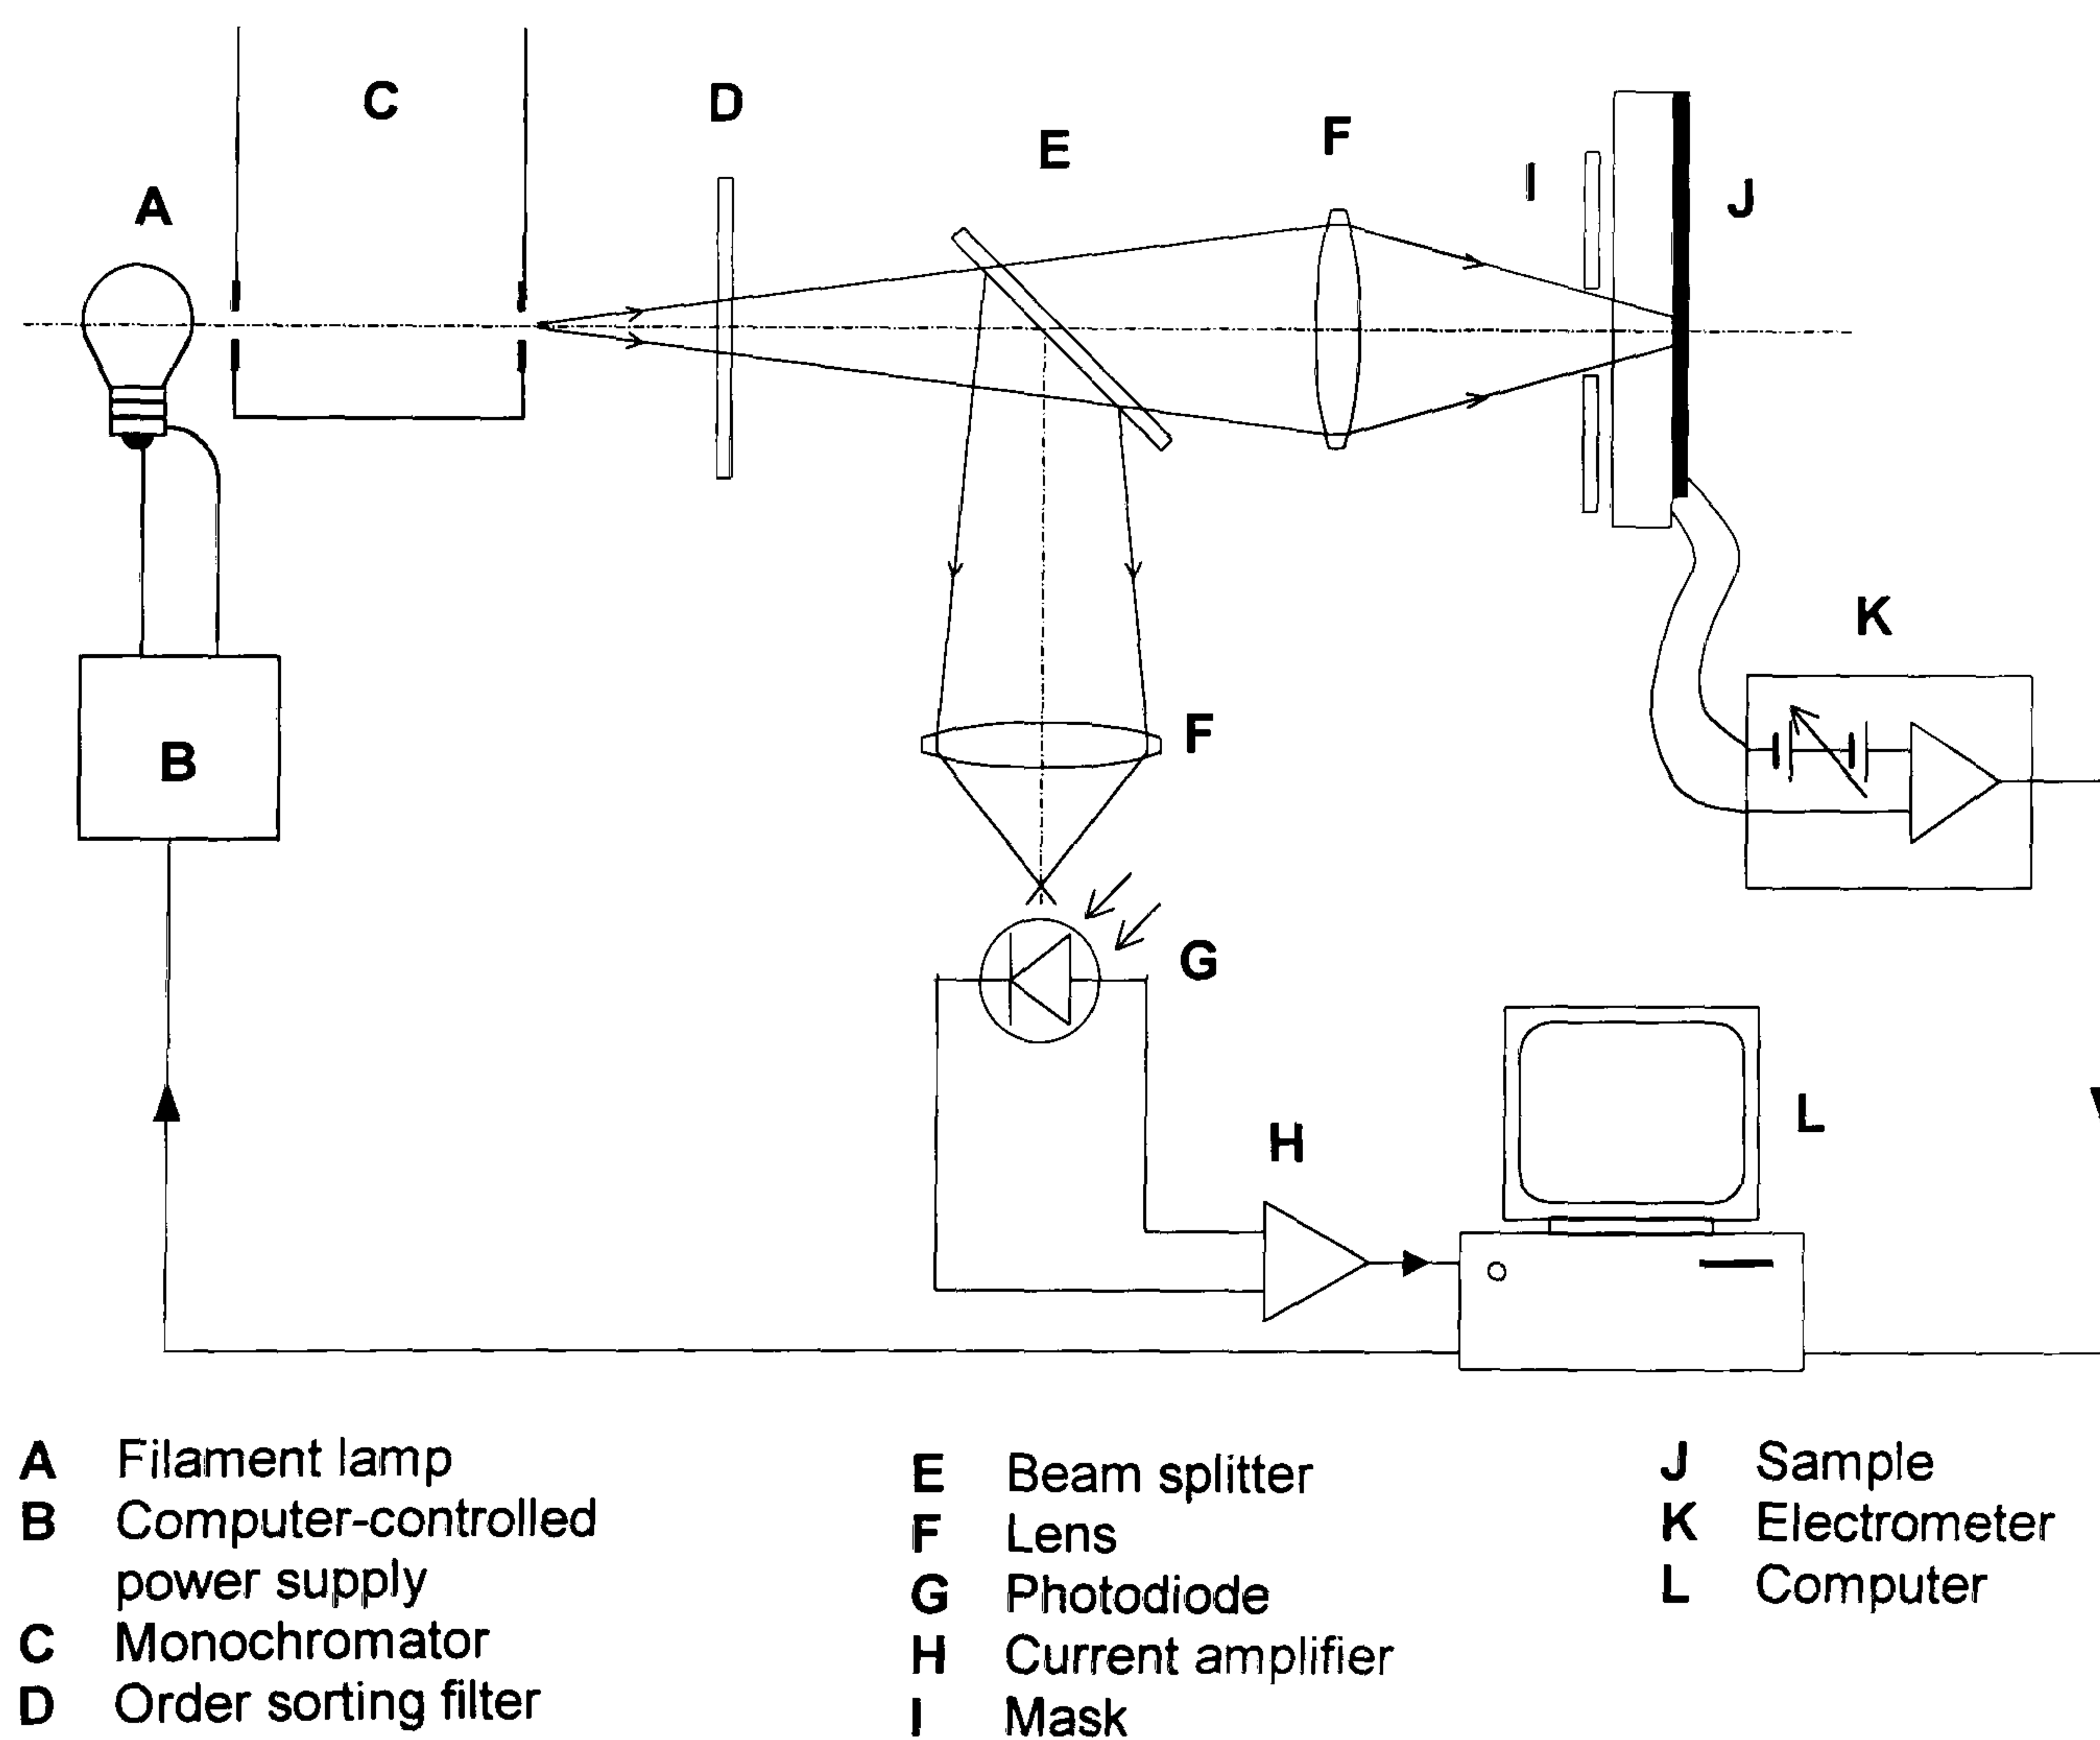 C
D
E
F
I
J
A
K
B
F
G
H
L
A Filament lamp
B Computer-controlled
power supply
C Monochromator
D Order sorting filter
E Beam splitter
F Lens
G Photodiode
H Current amplifier
I Mask
J Sample
K Electrometer
L Computer